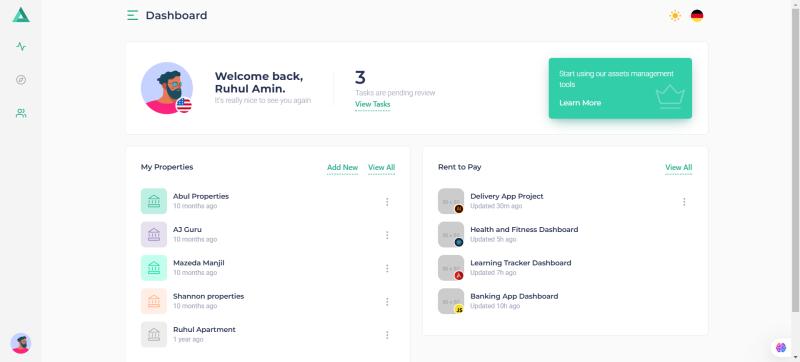 Dashboard
Welcome back,
Ruhul Amin.
It's really nice to see you again
3
Tasks are pending review
View Tasks
Start using our assets management
tools
Learn More
My Properties
Add New
View All
Abul Properties
10 months ago
AJ Guru
10 months ago
Mazeda Manjil
10 months ago
Shannon properties
10 months ago
Ruhul Apartment
1 year ago
Rent to Pay
View All
Delivery App Project
Updated 30m ago
Health and Fitness Dashboard
Updated 5h ago
Learning Tracker Dashboard
Updated 7h ago
Banking App Dashboard
Updated 10h ago
JS